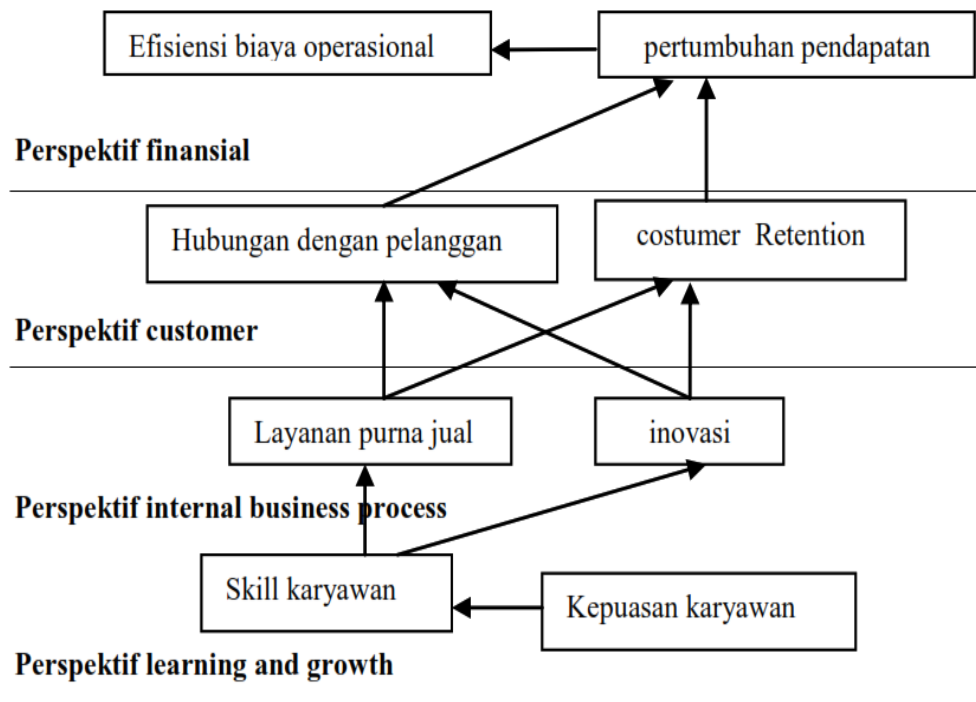 Efisiensi biaya operasional
pertumbuhan pendapatan
Perspektif finansial
Hubungan dengan pelanggan
costumer Retention
Perspektif customer
Layanan purna jual
inovasi
Perspektif internal business process
Skill karyawan
Kepuasan karyawan
Perspektif learning and growth